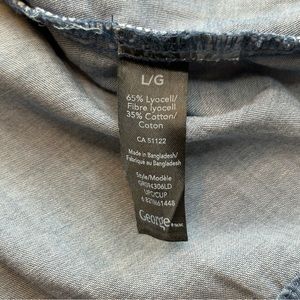 L/G
65% Lyocell/
Fibre lyocell
35% Cotton/
Coton
CA 51122
Made in Bangladesh/
Fabriqué au Bangladesh
Style/Modèle
UPC/CUP
George